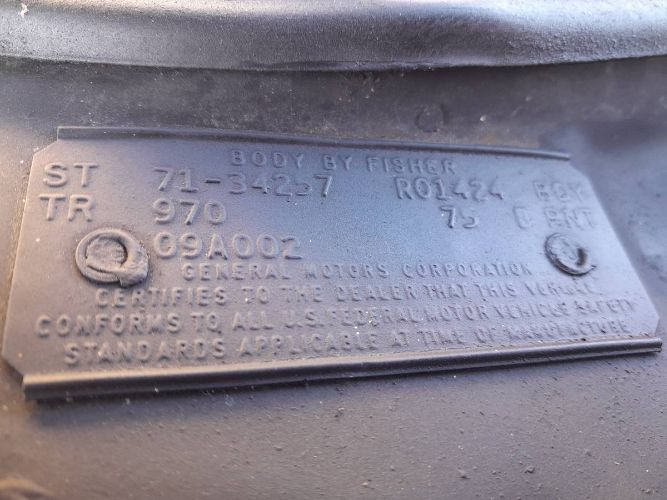 BODY BY FISHER
ST 71-34257 R01424 BDY
TR 970 75 B PNT
09A002
GENERAL MOTORS CORPORATION
CERTIFIES TO THE DEALER THAT THIS VEHICLE
CONFORMS TO ALL U.S. FEDERAL MOTOR VEHICLE SAFETY
STANDARDS APPLICABLE AT TIME OF MANUFACTURE